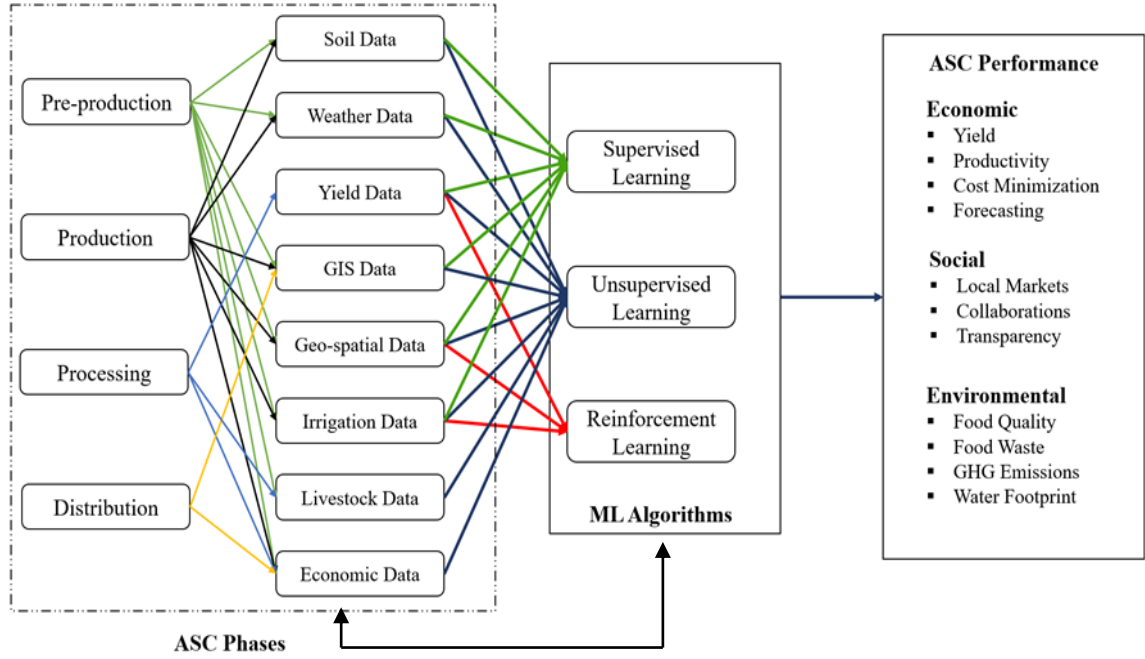 Pre-production
Production
Processing
Distribution
Soil Data
Weather Data
Yield Data
GIS Data
Geo-spatial Data
Irrigation Data
Livestock Data
Economic Data
ASC Phases
Supervised
Learning
Unsupervised
Learning
Reinforcement
Learning
ML Algorithms
ASC Performance
Economic
▪ Yield
▪ Productivity
▪ Cost Minimization
▪ Forecasting
Social
▪ Local Markets
▪ Collaborations
▪ Transparency
Environmental
▪ Food Quality
▪ Food Waste
▪ GHG Emissions
▪ Water Footprint